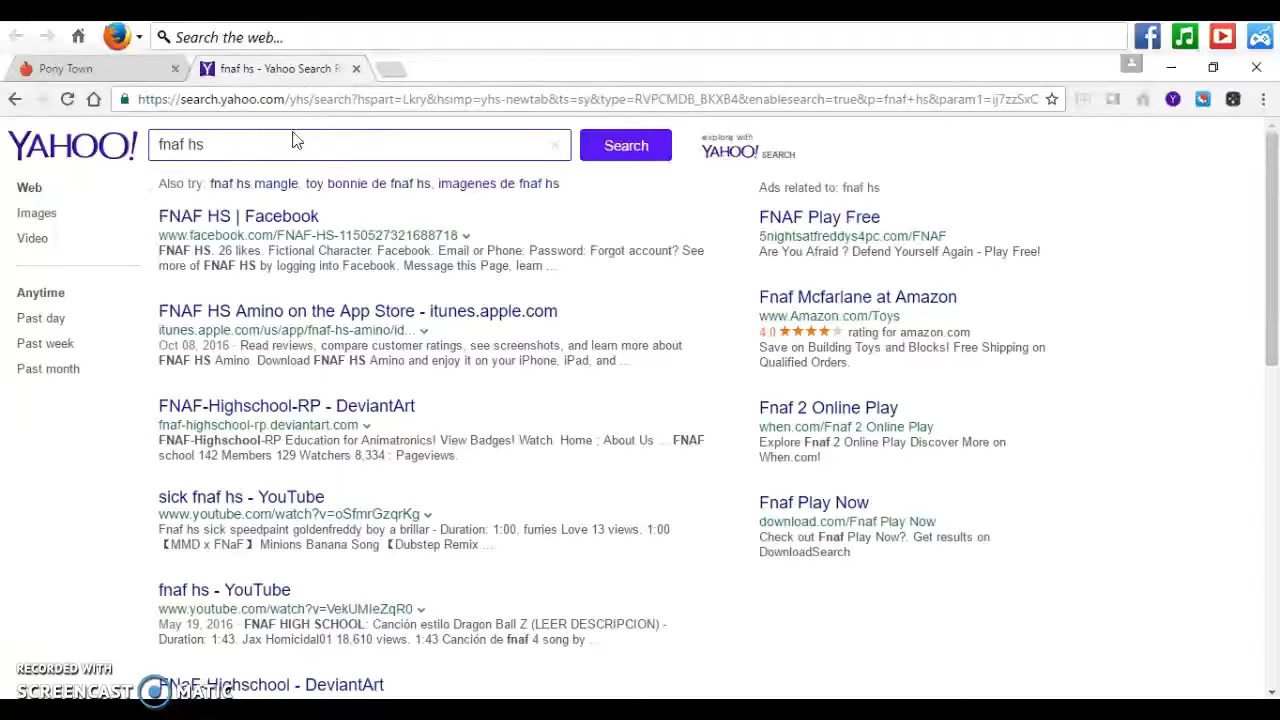 Search the web...
Pony Town
fnaf hs - Yahoo Search R
https://search.yahoo.com/yhs/search?hspart=Lkry&hsimp=yhs-newtab&ts=sy&type=RVPCMDB_BKXB4&enablesearch=true&p=fnaf+hs&param1=ij7zzSxC
YAHOO!
fnaf hs
Search
explore with
YAHOO! SEARCH
Also try: fnaf hs mangle, toy bonnie de fnaf hs, imagenes de fnaf hs
Web
Images
Video
Anytime
Past day
Past week
Past month
FNAF HS | Facebook
www.facebook.com/FNAF-HS-1150527321688718
FNAF HS. 26 likes. Fictional Character. Facebook. Email or Phone: Password: Forgot account? See
more of FNAF HS by logging into Facebook. Message this Page, learn ...
FNAF HS Amino on the App Store - itunes.apple.com
itunes.apple.com/us/app/fnaf-hs-amino/id...
Oct 08, 2016 · Read reviews, compare customer ratings, see screenshots, and learn more about
FNAF HS Amino. Download FNAF HS Amino and enjoy it on your iPhone, iPad, and ...
FNAF-Highschool-RP - DeviantArt
fnaf-highschool-rp.deviantart.com
FNAF-Highschool-RP Education for Animatronics! View Badges! Watch. Home ; About Us ... FNAF
school 142 Members 129 Watchers 8,334 : Pageviews.
sick fnaf hs - YouTube
www.youtube.com/watch?v=oSfmrGzqrKg
Fnaf hs sick speedpaint goldenfreddy boy a brillar - Duration: 1:00. furries Love 13 views. 1:00
【MMD x FNaF】 Minions Banana Song 【Dubstep Remix ...
fnaf hs - YouTube
www.youtube.com/watch?v=VekUMIeZqR0
May 19, 2016 · FNAF HIGH SCHOOL: Canción estilo Dragon Ball Z (LEER DESCRIPCION) -
Duration: 1:43. Jax Homicidal01 18,610 views. 1:43 Canción de fnaf 4 song by ...
FNaF-Highschool - DeviantArt
Ads related to: fnaf hs
FNAF Play Free
5nightsatfreddys4pc.com/FNAF
Are You Afraid ? Defend Yourself Again - Play Free!
Fnaf Mcfarlane at Amazon
www.Amazon.com/Toys
4.0 ★★★★★ rating for amazon.com
Save on Building Toys and Blocks! Free Shipping on
Qualified Orders.
Fnaf 2 Online Play
when.com/Fnaf 2 Online Play
Explore Fnaf 2 Online Play Discover More on
When.com!
Fnaf Play Now
download.com/Fnaf Play Now
Check out Fnaf Play Now?. Get results on
DownloadSearch
RECORDED WITH
SCREENCAST MATIC